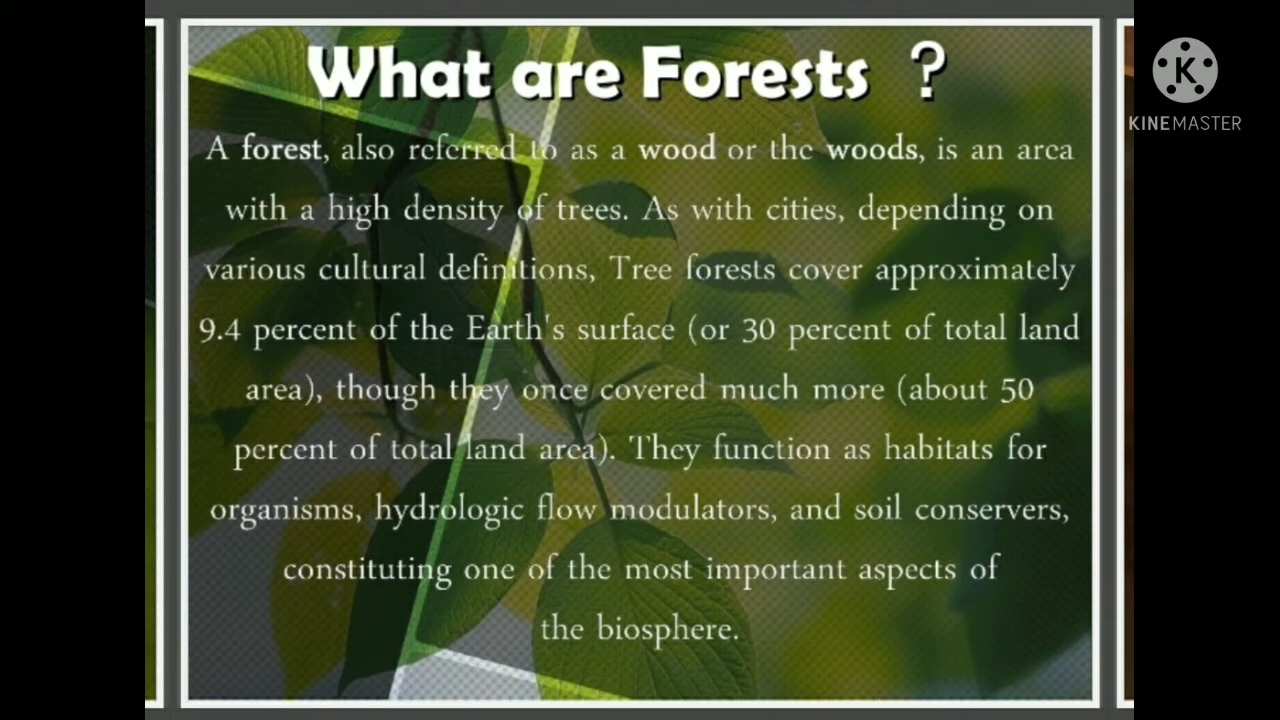 What are Forests ?
A forest, also referred to as a wood or the woods, is an area
with a high density of trees. As with cities, depending on
various cultural definitions, Tree forests cover approximately
9.4 percent of the Earth's surface (or 30 percent of total land
area), though they once covered much more (about 50
percent of total land area). They function as habitats for
organisms, hydrologic flow modulators, and soil conservers,
constituting one of the most important aspects of
the biosphere.
K
KINEMASTER